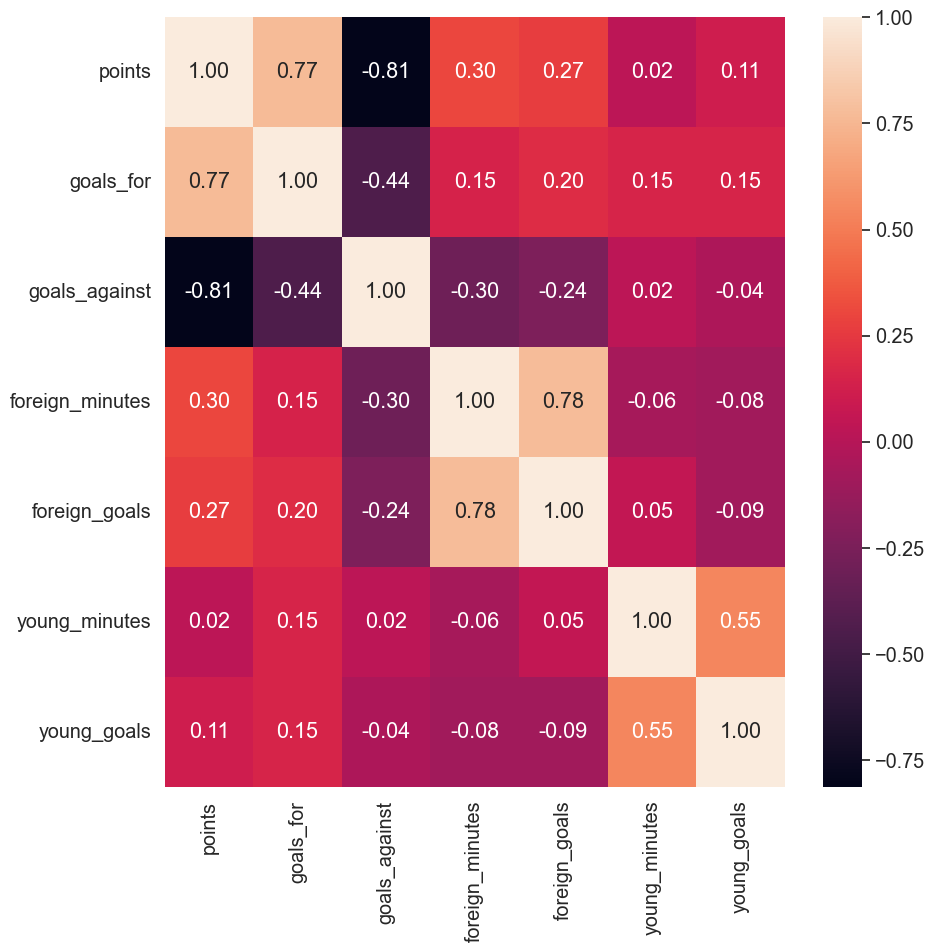 points 1.00 0.77 -0.81 0.30 0.27 0.02 0.11
goals_for 0.77 1.00 -0.44 0.15 0.20 0.15 0.15
goals_against -0.81 -0.44 1.00 -0.30 -0.24 0.02 -0.04
foreign_minutes 0.30 0.15 -0.30 1.00 0.78 -0.06 -0.08
foreign_goals 0.27 0.20 -0.24 0.78 1.00 0.05 -0.09
young_minutes 0.02 0.15 0.02 -0.06 0.05 1.00 0.55
young_goals 0.11 0.15 -0.04 -0.08 -0.09 0.55 1.00
points
goals_for
goals_against
foreign_minutes
foreign_goals
young_minutes
young_goals
1.00
0.75
0.50
0.25
0.00
−0.25
−0.50
−0.75